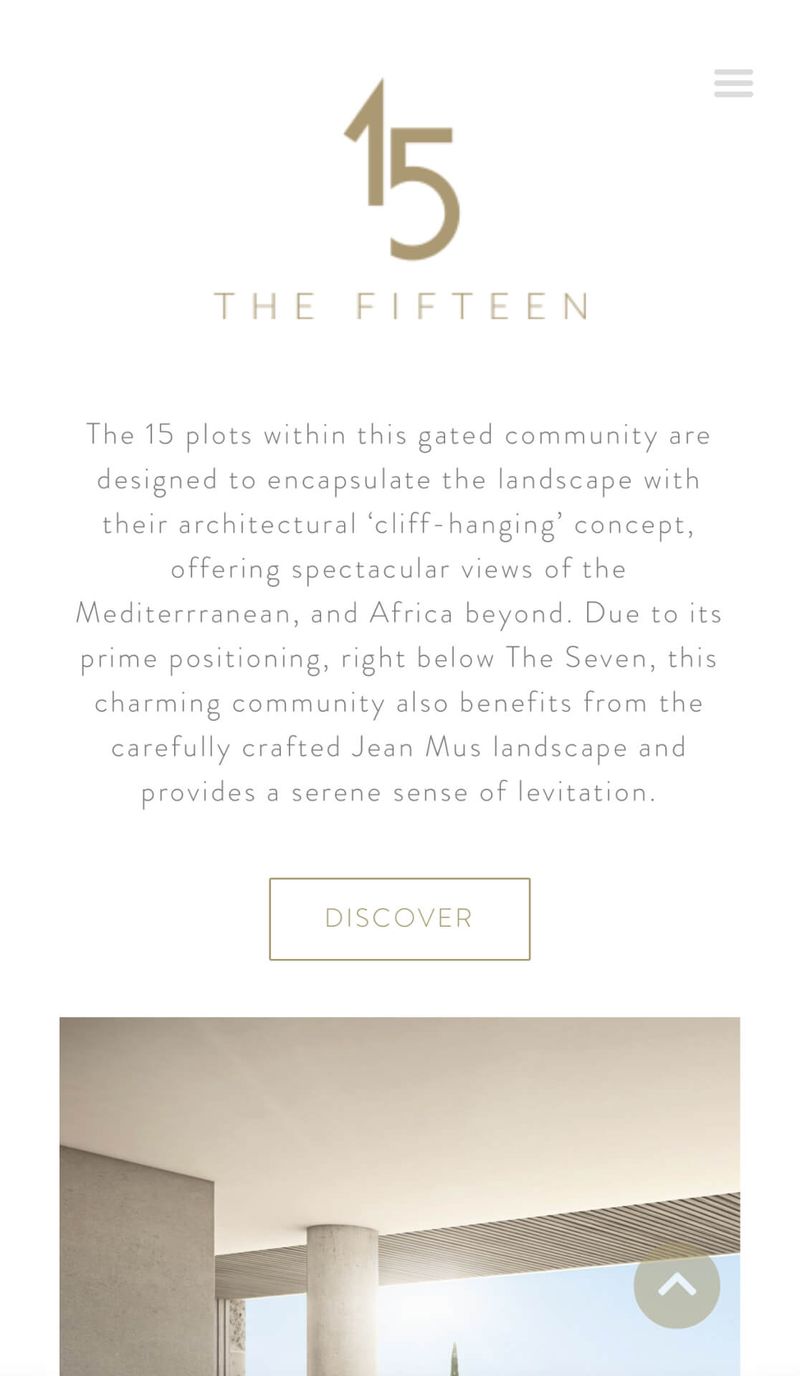 15
THE FIFTEEN
The 15 plots within this gated community are
designed to encapsulate the landscape with
their architectural ‘cliff-hanging’ concept,
offering spectacular views of the
Mediterrranean, and Africa beyond. Due to its
prime positioning, right below The Seven, this
charming community also benefits from the
carefully crafted Jean Mus landscape and
provides a serene sense of levitation.
DISCOVER